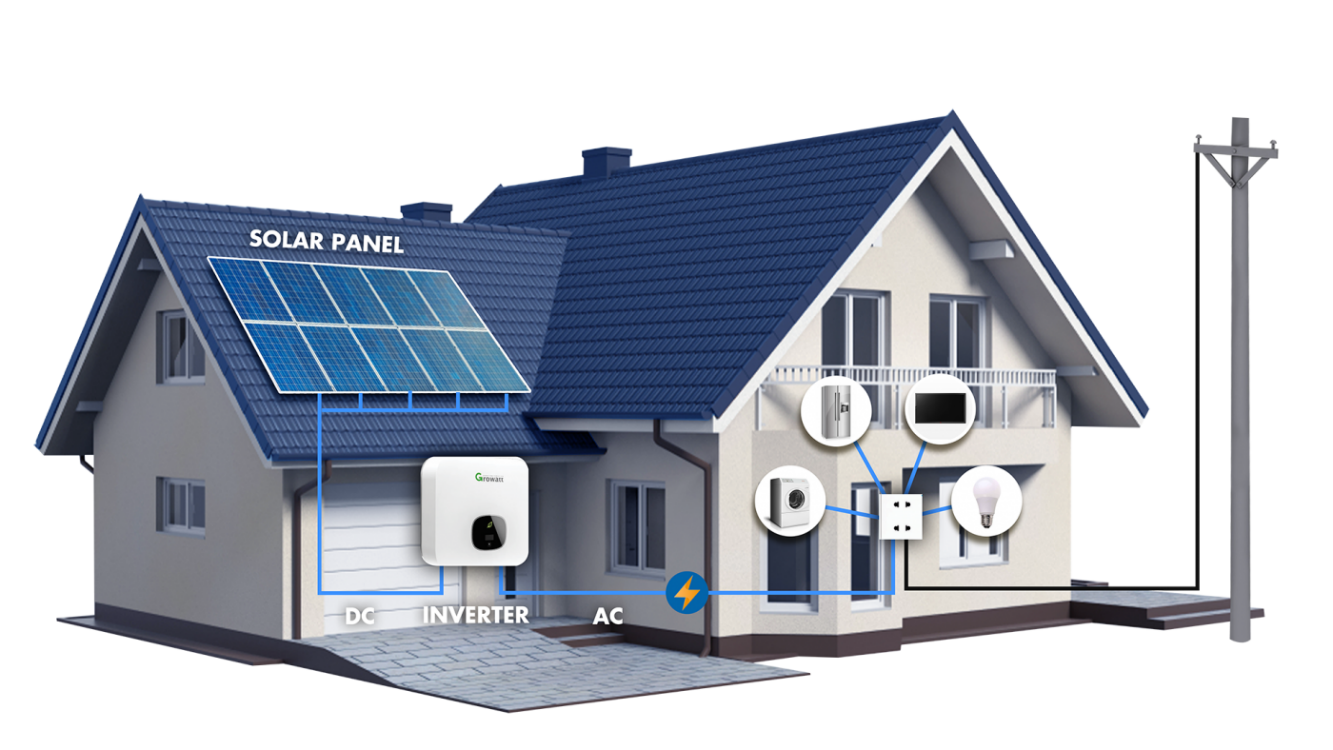 SOLAR PANEL
Growatt
DC
INVERTER
AC